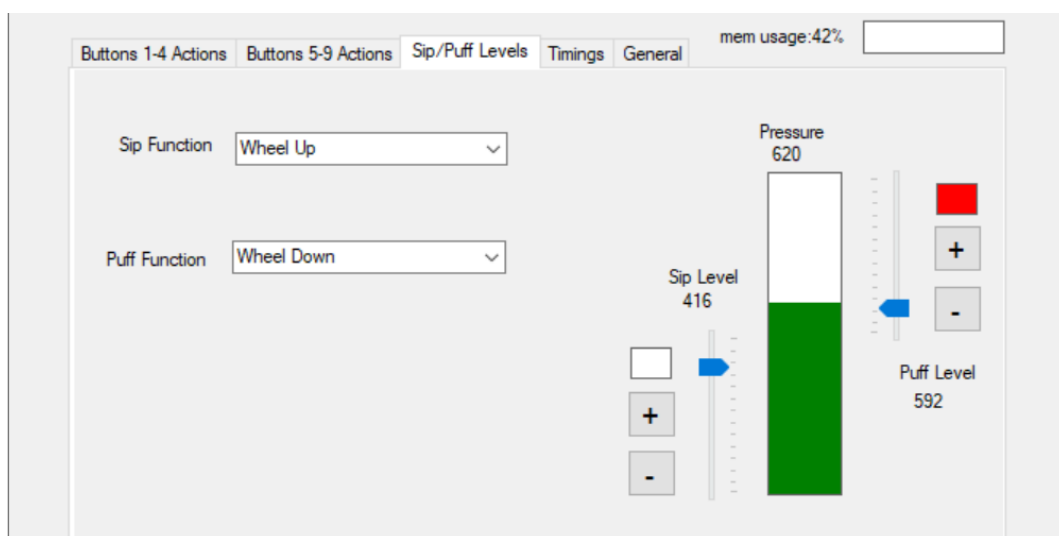 mem usage:42%
Buttons 1-4 Actions Buttons 5-9 Actions Sip/Puff Levels Timings General
Pressure
620
Sip Function Wheel Up
+
Puff Function Wheel Down
Sip Level
416
-
Puff Level
592
+
-